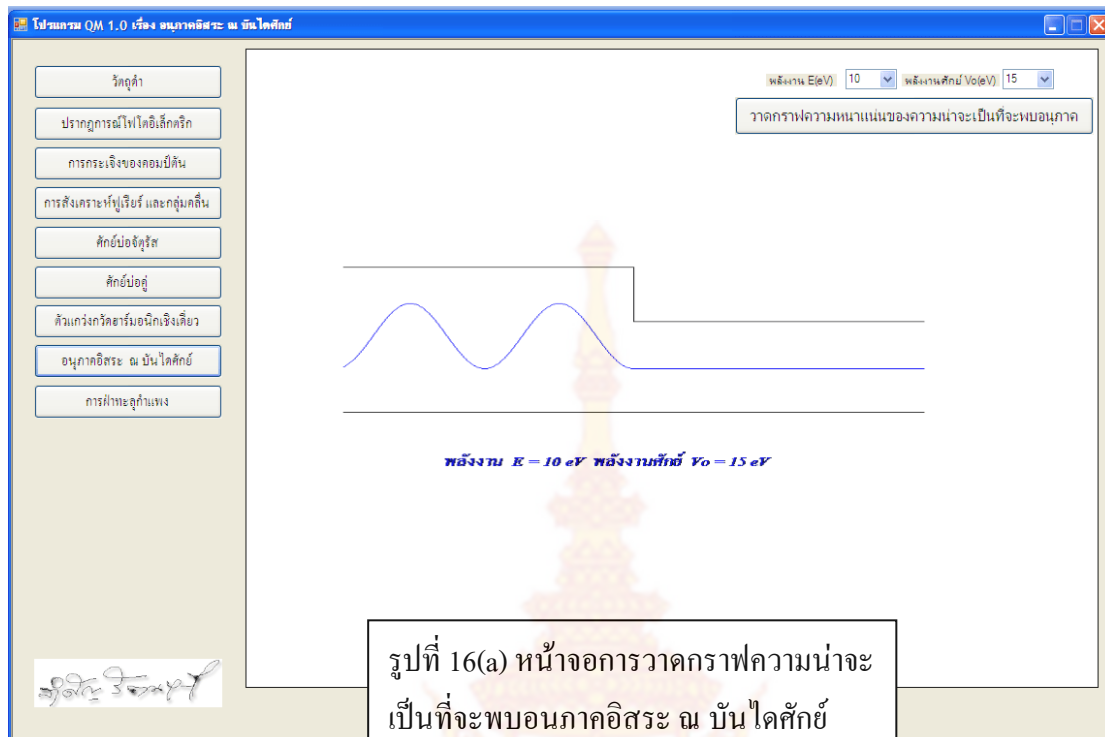 โปรแกรม QM 1.0 เรื่อง อนุภาคอิสระ ณ บันไดศักย์
วัตถุดำ
ปรากฏการณ์โฟโตอิเล็กตริก
การกระเจิงของคอมป์ตัน
การสังเคราะห์ฟูเรียร์ และกลุ่มคลื่น
ศักย์บ่อจัตุรัส
ศักย์บ่อคู่
ตัวแกว่งกวัดฮาร์มอนิกเชิงเดี่ยว
อนุภาคอิสระ ณ บันไดศักย์
การฝ่าทะลุกำแพง
พลังงาน E(eV) 10 พลังงานศักย์ Vo(eV) 15
วาดกราฟความหนาแน่นของความน่าจะเป็นที่จะพบอนุภาค
พลังงาน E = 10 eV พลังงานศักย์ Vo = 15 eV
รูปที่ 16(a) หน้าจอการวาดกราฟความน่าจะ
เป็นที่จะพบอนภาคอิสระ ณ บันไดศักย์